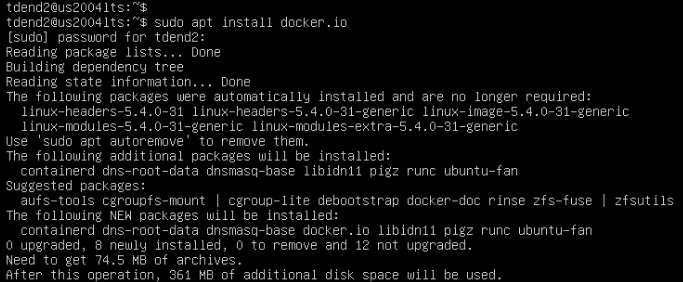 tdend2@us2004lts:~$
tdend2@us2004lts:~$ sudo apt install docker.io
[sudo] password for tdend2:
Reading package lists... Done
Building dependency tree
Reading state information... Done
The following packages were automatically installed and are no longer required:
  linux-headers-5.4.0-31 linux-headers-5.4.0-31-generic linux-image-5.4.0-31-generic
  linux-modules-5.4.0-31-generic linux-modules-extra-5.4.0-31-generic
Use 'sudo apt autoremove' to remove them.
The following additional packages will be installed:
  containerd dns-root-data dnsmasq-base libidn11 pigz runc ubuntu-fan
Suggested packages:
  aufs-tools cgroupfs-mount | cgroup-lite debootstrap docker-doc rinse zfs-fuse | zfsutils
The following NEW packages will be installed:
  containerd dns-root-data dnsmasq-base docker.io libidn11 pigz runc ubuntu-fan
0 upgraded, 8 newly installed, 0 to remove and 12 not upgraded.
Need to get 74.5 MB of archives.
After this operation, 361 MB of additional disk space will be used.